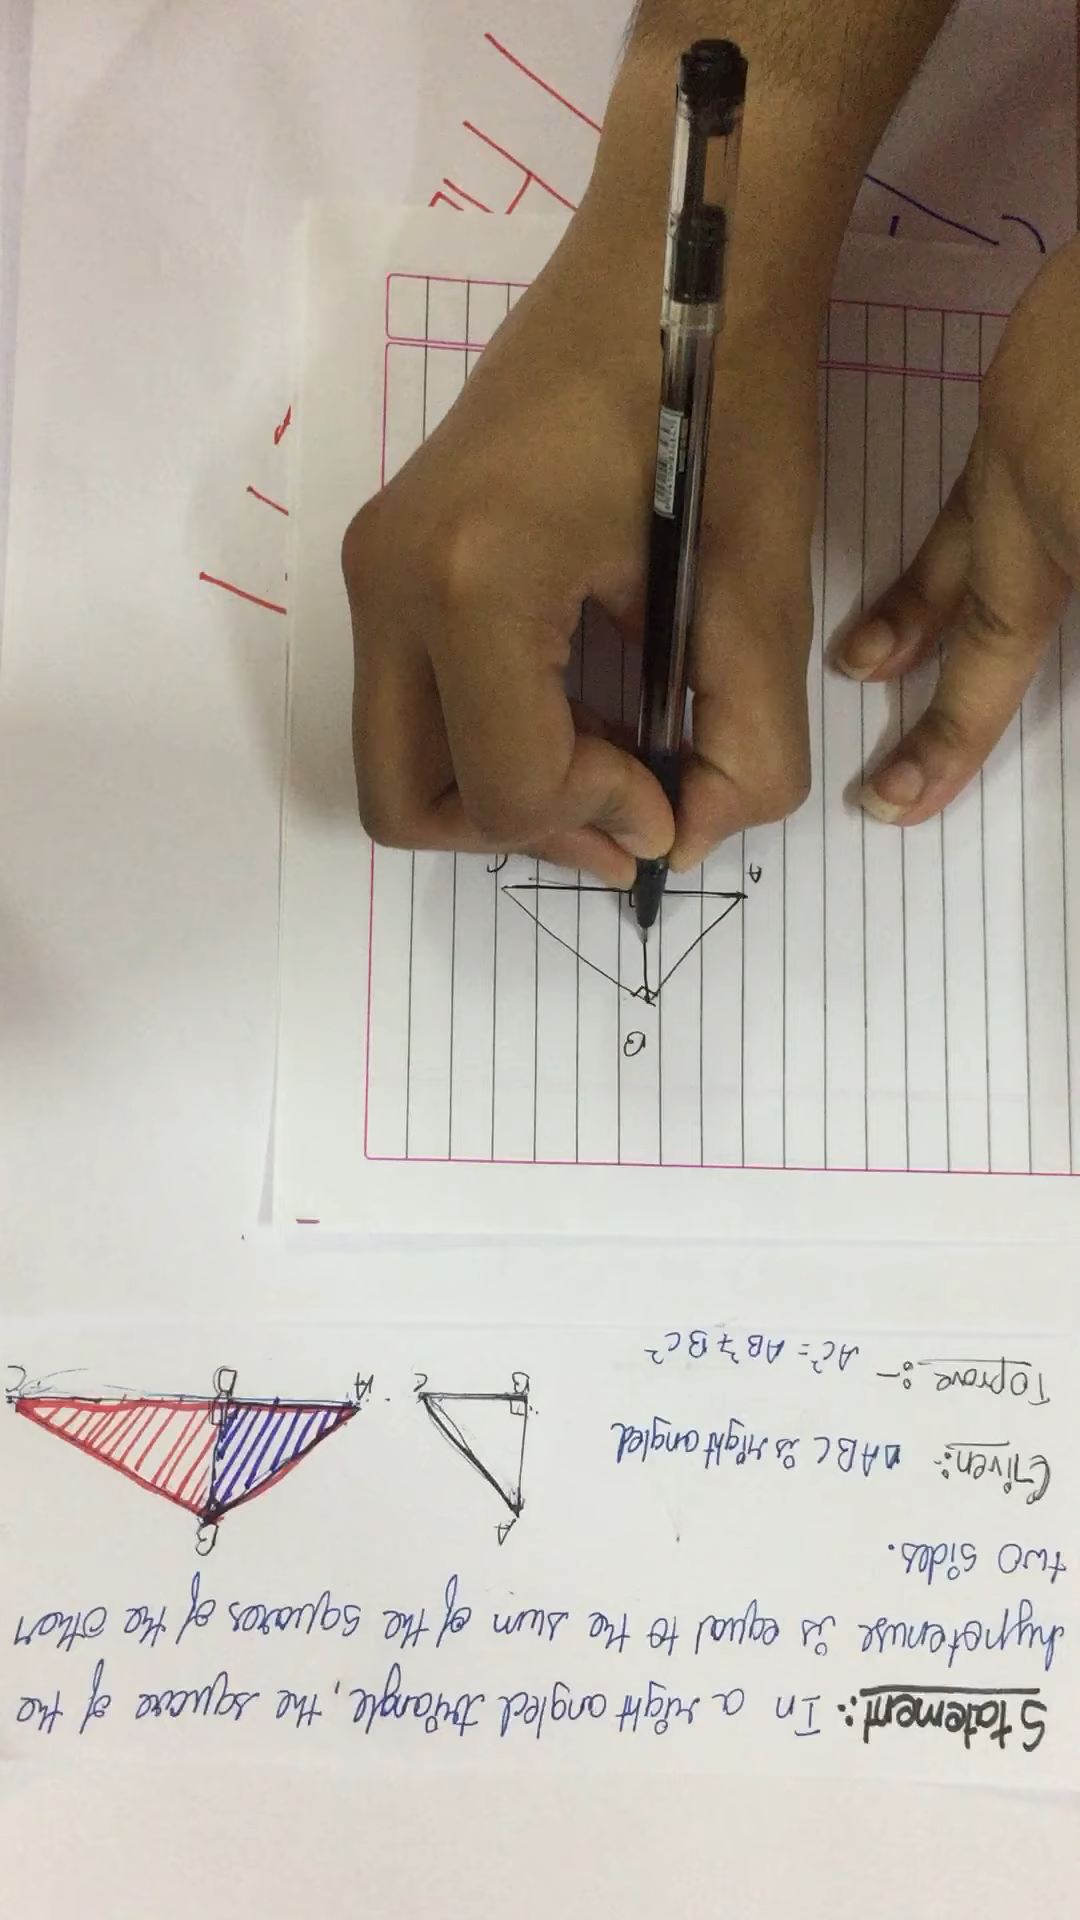 Statement:- In a right angled triangle, the square of the
hypotenuse is equal to the sum of the squares of the other
two sides.
Given:- △ABC is right angled
To prove :- AC² = AB² + BC²
A
B
C
B
A
D
C
B
A
C